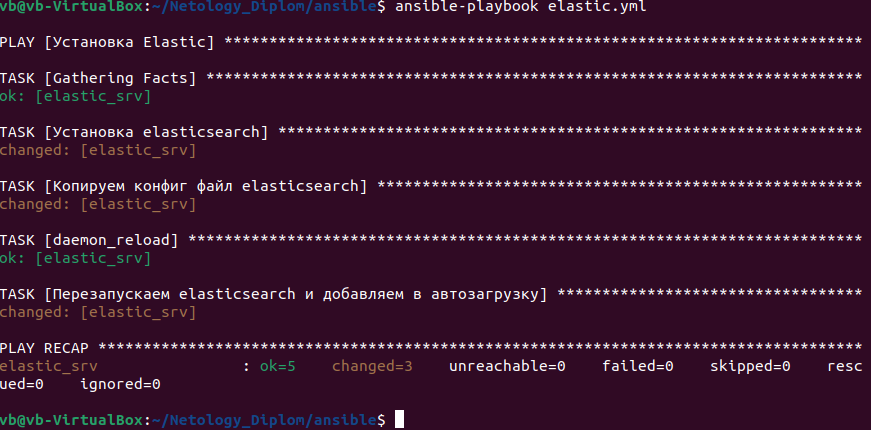 vb@vb-VirtualBox:~/Netology_Diplom/ansible$ ansible-playbook elastic.yml
PLAY [Установка Elastic] ***********************************************************************
TASK [Gathering Facts] *************************************************************************
ok: [elastic_srv]
TASK [Установка elasticsearch] *****************************************************************
changed: [elastic_srv]
TASK [Копируем конфиг файл elasticsearch] ******************************************************
changed: [elastic_srv]
TASK [daemon_reload] ***************************************************************************
ok: [elastic_srv]
TASK [Перезапускаем elasticsearch и добавляем в автозагрузку] **********************************
changed: [elastic_srv]
PLAY RECAP *************************************************************************************
elastic_srv                : ok=5    changed=3    unreachable=0    failed=0    skipped=0    resc
ued=0    ignored=0
vb@vb-VirtualBox:~/Netology_Diplom/ansible$